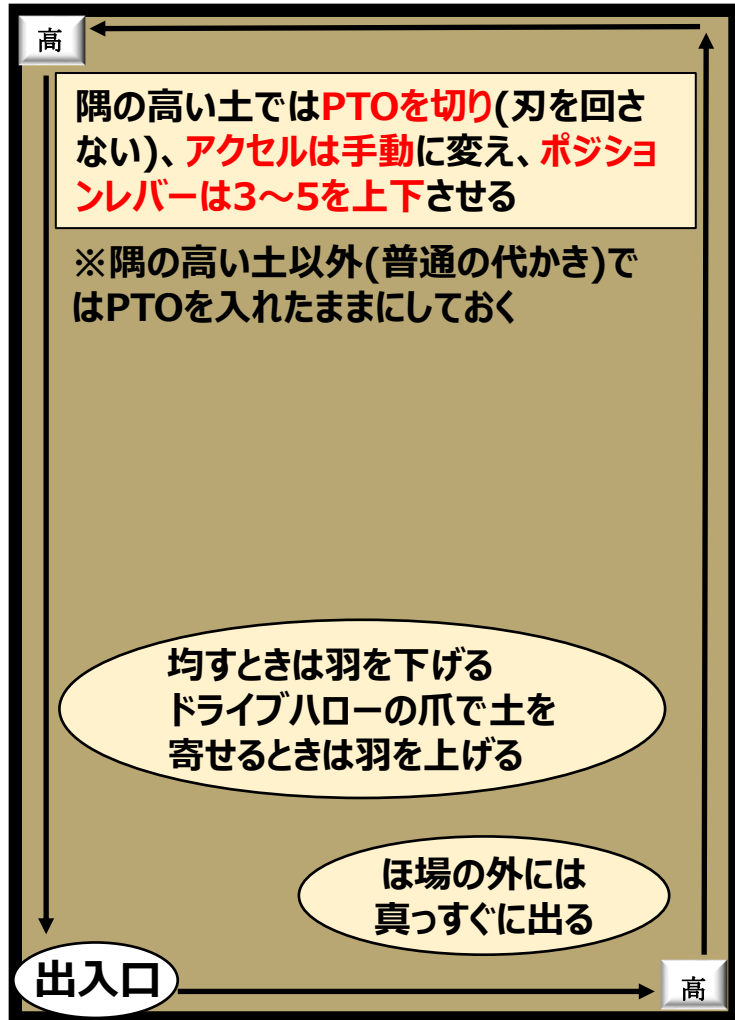 高
隅の高い土ではPTOを切り(刃を回さ
ない)、アクセルは手動に変え、ポジショ
ンレバーは3～5を上下させる
※隅の高い土以外(普通の代かき)で
はPTOを入れたままにしておく
均すときは羽を下げる
ドライブハローの爪で土を
寄せるときは羽を上げる
ほ場の外には
真っすぐに出る
出入口
高